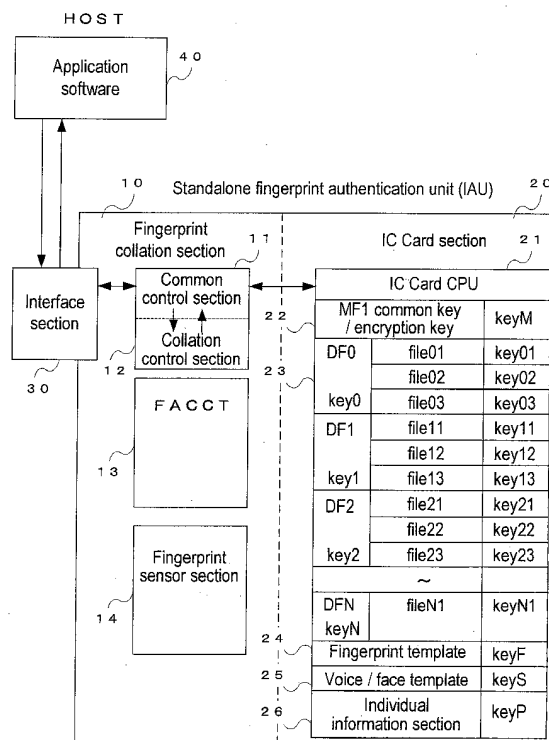 HOST
40
Application
software
10
Standalone fingerprint authentication unit (IAU)
20
Fingerprint
collation section
11
IC Card section
21
Interface
section
30
Common
control section
Collation
control section
12
FACCT
13
Fingerprint
sensor section
14
IC Card CPU
22
MF1 common key
/ encryption key
keyM
23
DF0
file01
key01
file02
key02
key0
file03
key03
DF1
file11
key11
file12
key12
key1
file13
key13
DF2
file21
key21
file22
key22
key2
file23
key23
~
DFN
keyN
fileN1
keyN1
24
Fingerprint template
keyF
25
Voice / face template
keyS
26
Individual
information section
keyP